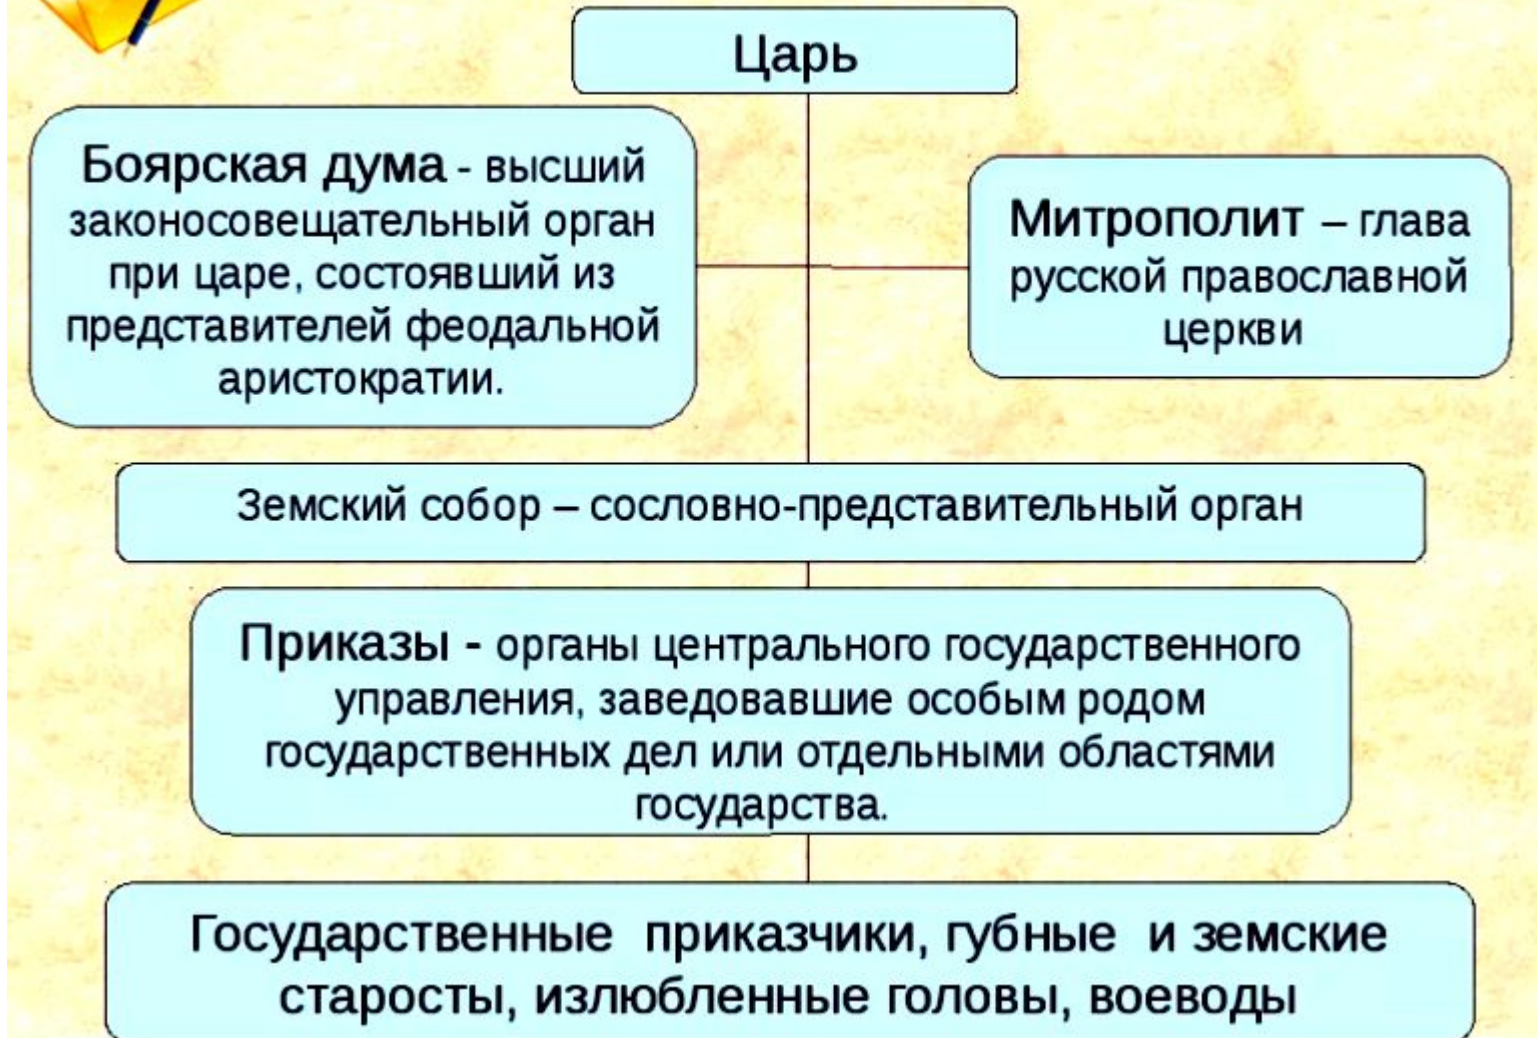 Царь
Боярская дума - высший
законосовещательный орган
при царе, состоявший из
представителей феодальной
аристократии.
Митрополит – глава
русской православной
церкви
Земский собор – сословно-представительный орган
Приказы - органы центрального государственного
управления, заведовавшие особым родом
государственных дел или отдельными областями
государства.
Государственные приказчики, губные и земские
старосты, излюбленные головы, воеводы